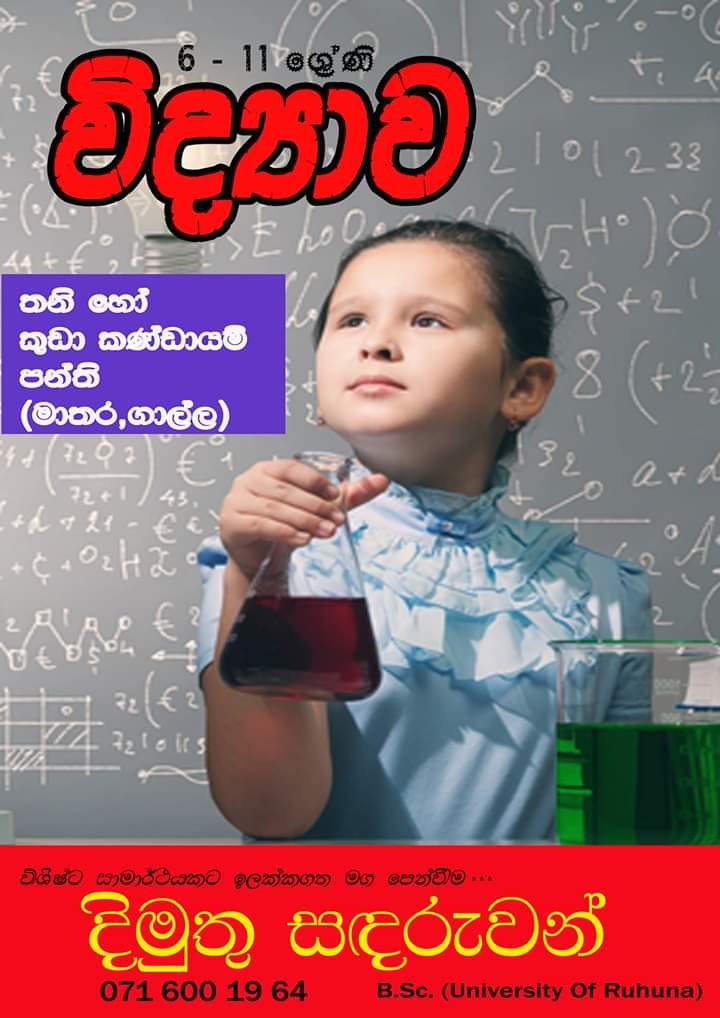 6 - 11 ශ්‍රේණි
විද්‍යාව
තනි හෝ
කුඩා කණ්ඩායම්
පන්ති
(මාතර,ගාල්ල)
විශිෂ්ට සාමාර්ථයකට ඉලක්කගත මග පෙන්වීම ...
දිමුතු සඳරුවන්
071 600 19 64 B.Sc. (University Of Ruhuna)